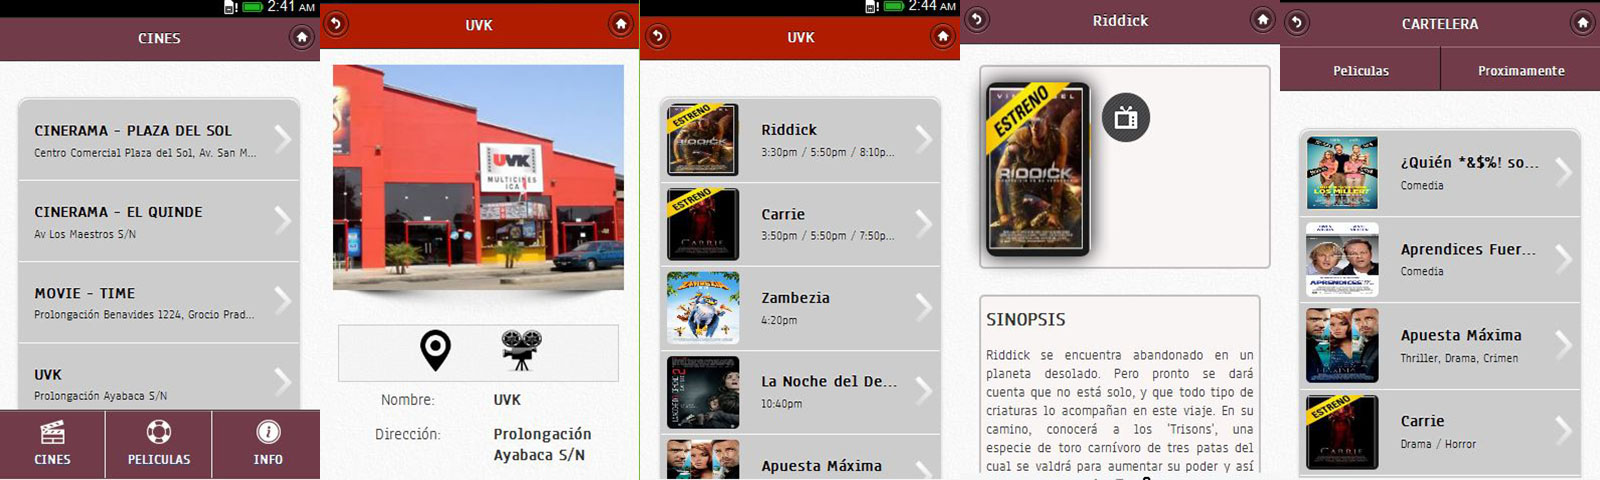 2:41 AM
CINES
CINERAMA - PLAZA DEL SOL
Centro Comercial Plaza del Sol, Av. San M...
CINERAMA - EL QUINDE
Av Los Maestros S/N
MOVIE - TIME
Prolongación Benavides 1224, Grocio Prad...
UVK
Prolongación Ayabaca S/N
CINES
PELICULAS
INFO
UVK
UVK
MULTICINES
ICA
Nombre:
UVK
Dirección:
Prolongación
Ayabaca S/N
2:44 AM
UVK
ESTRENO
RIDDICK
Riddick
3:30pm / 5:50pm / 8:10p...
ESTRENO
CARRIE
Carrie
3:50pm / 5:50pm / 7:50p...
Zambezia
4:20pm
La Noche del De...
10:40pm
Apuesta Máxima
Riddick
ESTRENO
RIDDICK
SINOPSIS
Riddick se encuentra abandonado en un
planeta desolado. Pero pronto se dará
cuenta que no está solo, y que todo tipo de
criaturas lo acompañan en este viaje. En su
camino, conocerá a los 'Trisons', una
especie de toro carnívoro de tres patas del
cual se valdrá para aumentar su poder y así
CARTELERA
Peliculas
Proximamente
LOS MILLER?
¿Quién *&$%! so...
Comedia
APRENDICES
Aprendices Fuer...
Comedia
Apuesta Máxima
Thriller, Drama, Crimen
ESTRENO
CARRIE
Carrie
Drama / Horror